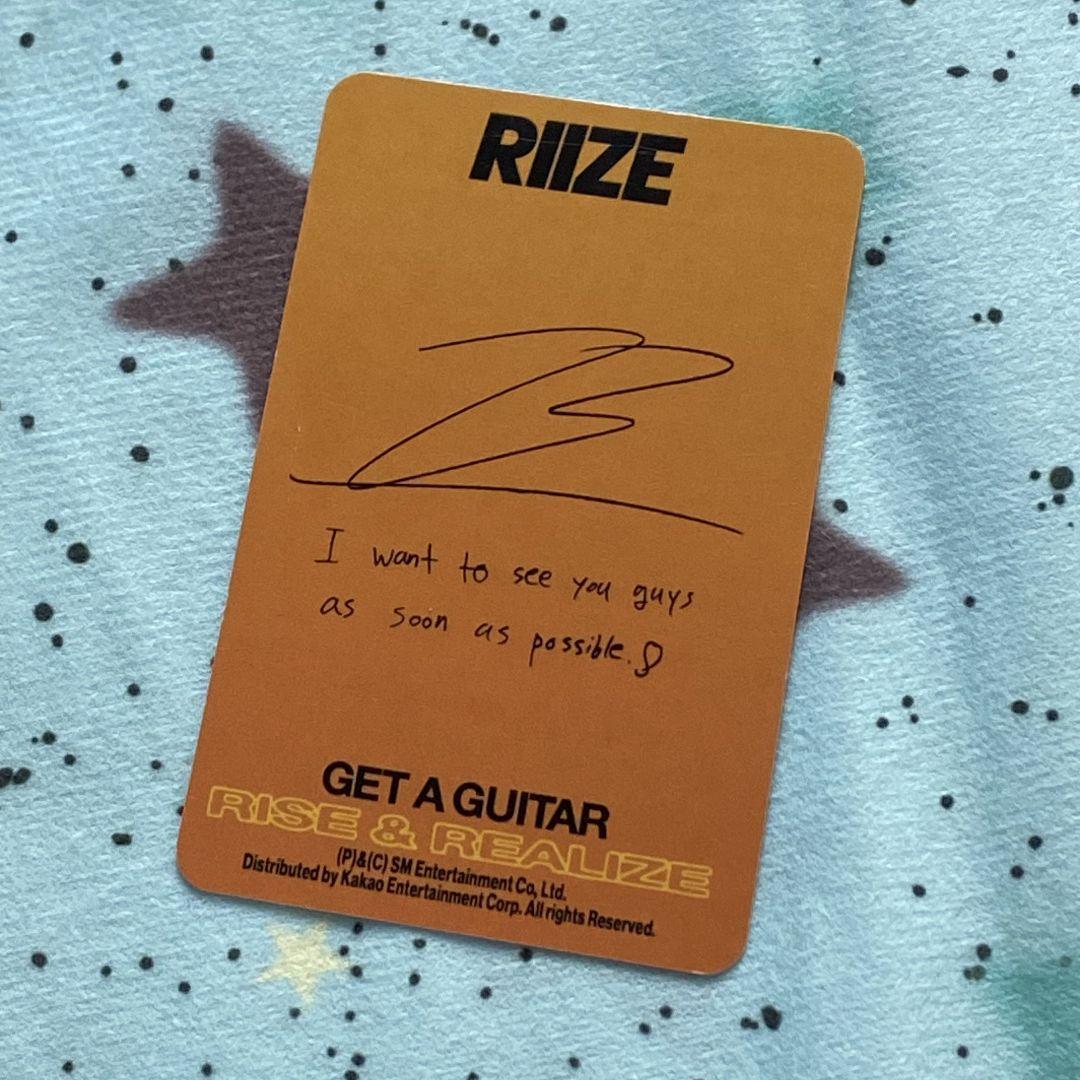 RIIZE
I want to see you guys
as soon as possible.
GET A GUITAR
RISE & REALIZE
(P)&(C) SM Entertainment Co., Ltd.
Distributed by Kakao Entertainment Corp. All rights Reserved.